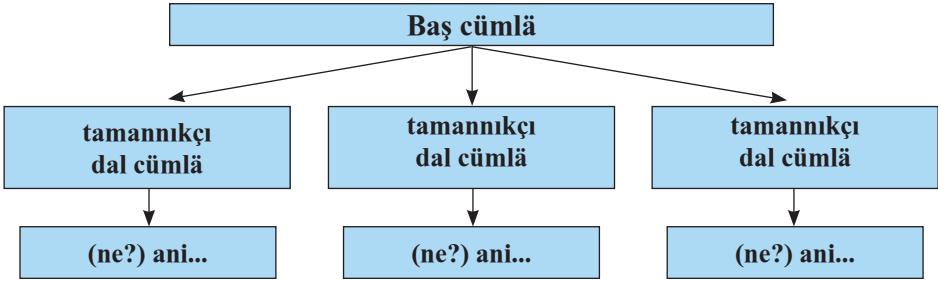 Baş cümlä
tamannıkçı
dal cümlä
tamannıkçı
dal cümlä
tamannıkçı
dal cümlä
(ne?) ani...
(ne?) ani...
(ne?) ani...